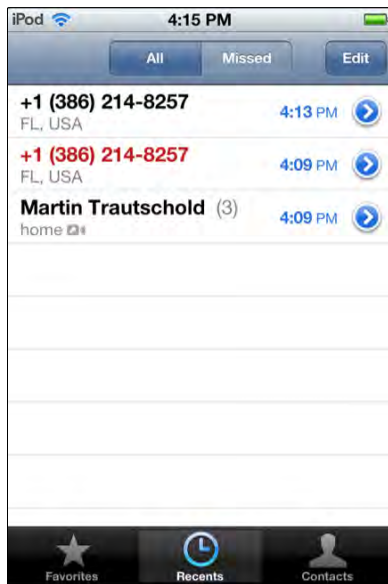 iPod 4:15 PM
All Missed Edit
+1 (386) 214-8257
4:13 PM
FL, USA
+1 (386) 214-8257
4:09 PM
FL, USA
Martin Trautschold (3)
4:09 PM
home
Favorites Recents Contacts